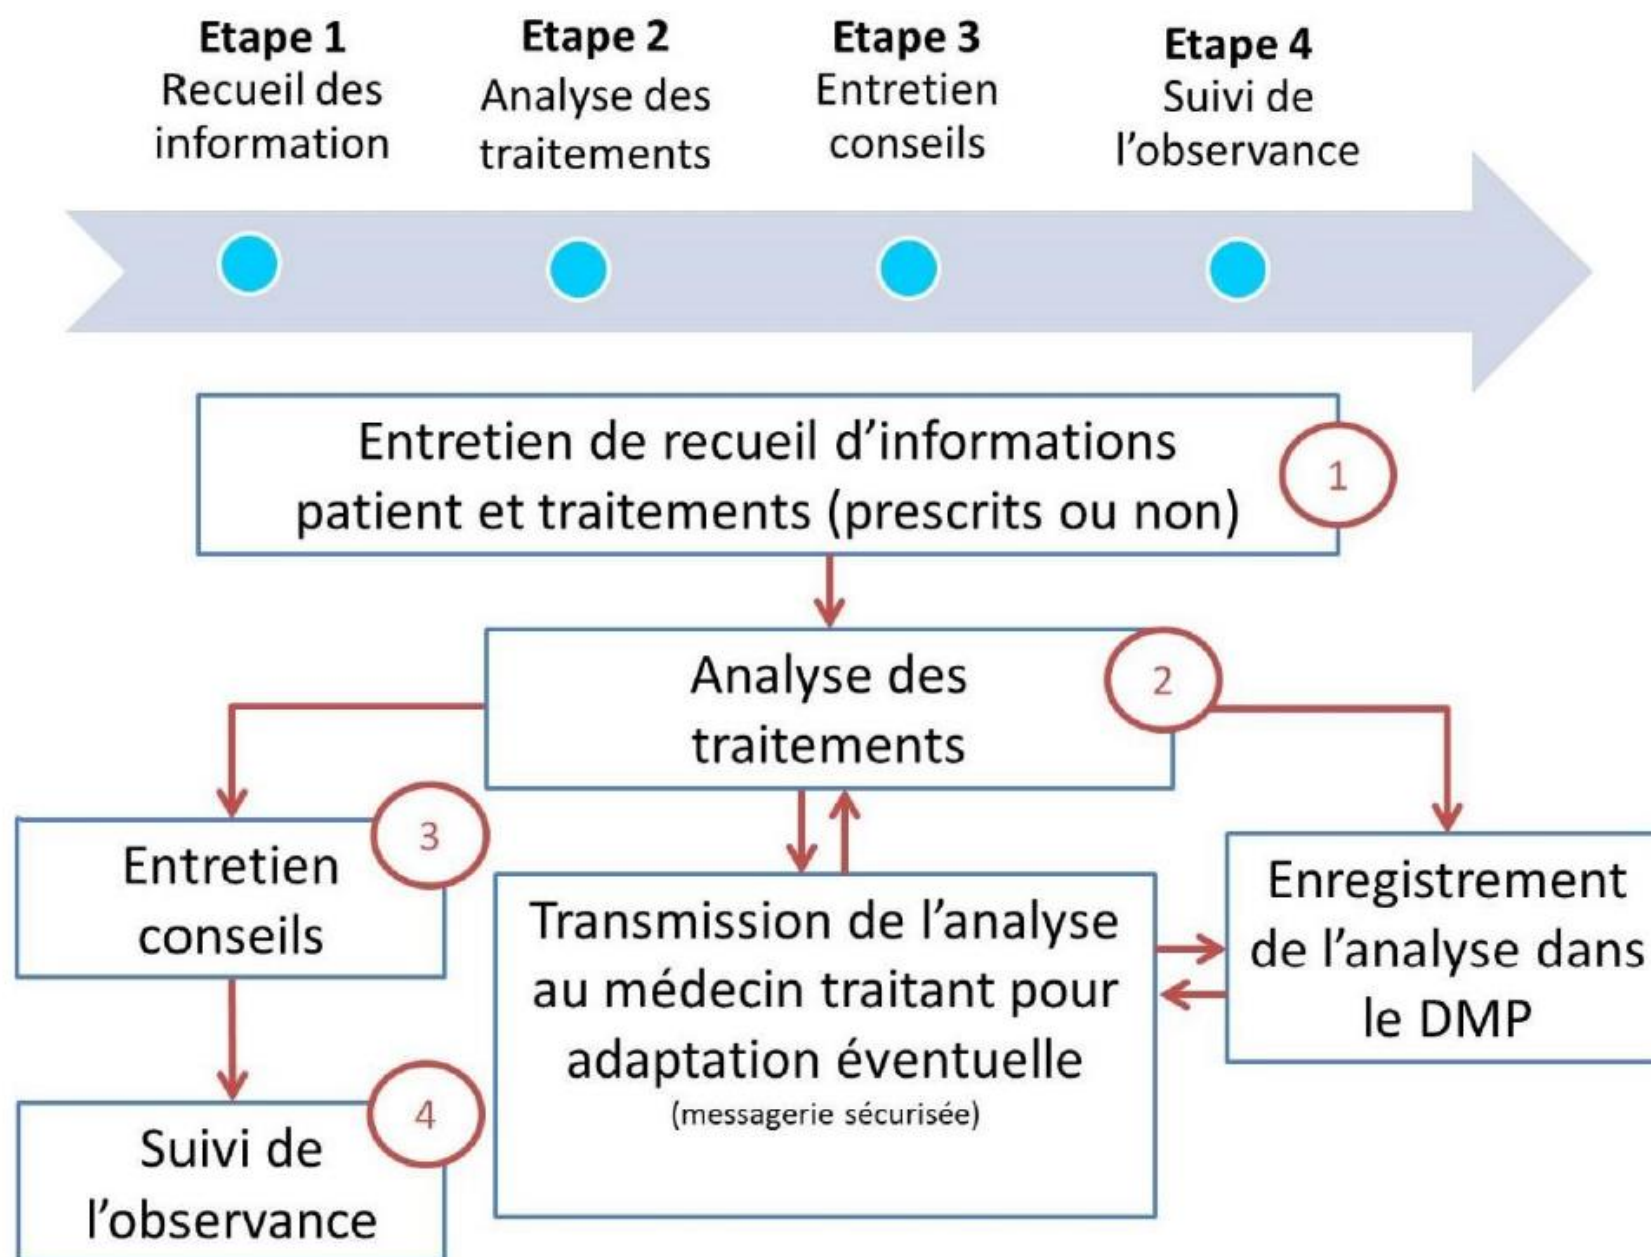 Etape 1
Recueil des
information
Etape 2
Analyse des
traitements
Etape 3
Entretien
conseils
Etape 4
Suivi de
l’observance
Entretien de recueil d’informations
patient et traitements (prescrits ou non)
1
Analyse des
traitements
2
Entretien
conseils
3
Transmission de l’analyse
au médecin traitant pour
adaptation éventuelle
(messagerie sécurisée)
Enregistrement
de l’analyse dans
le DMP
Suivi de
l’observance
4